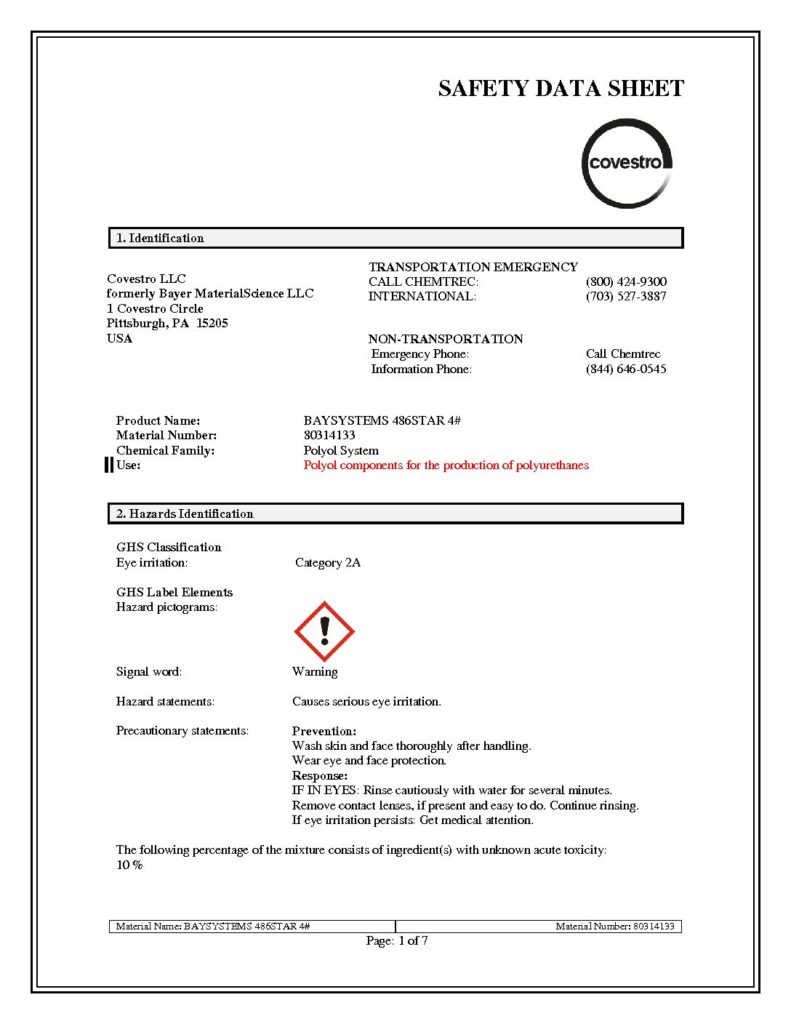 SAFETY DATA SHEET
covestro
1. Identification
Covestro LLC
formerly Bayer MaterialScience LLC
1 Covestro Circle
Pittsburgh, PA 15205
USA
TRANSPORTATION EMERGENCY
CALL CHEMTREC: (800) 424-9300
INTERNATIONAL: (703) 527-3887
NON-TRANSPORTATION
Emergency Phone: Call Chemtrec
Information Phone: (844) 646-0545
Product Name: BAYSYSTEMS 486STAR 4#
Material Number: 80314133
Chemical Family: Polyol System
Use: Polyol components for the production of polyurethanes
2. Hazards Identification
GHS Classification
Eye irritation: Category 2A
GHS Label Elements
Hazard pictograms:
!
Signal word: Warning
Hazard statements: Causes serious eye irritation.
Precautionary statements: Prevention:
Wash skin and face thoroughly after handling.
Wear eye and face protection.
Response:
IF IN EYES: Rinse cautiously with water for several minutes.
Remove contact lenses, if present and easy to do. Continue rinsing.
If eye irritation persists: Get medical attention.
The following percentage of the mixture consists of ingredient(s) with unknown acute toxicity:
10 %
Material Name: BAYSYSTEMS 486STAR 4# Material Number: 80314133
Page: 1 of 7